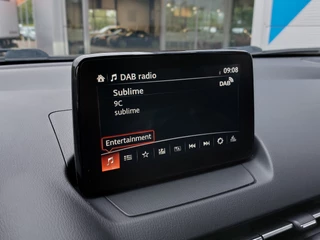 DAB radio 09:08
Sublime DAB
9C
sublime
Entertainment